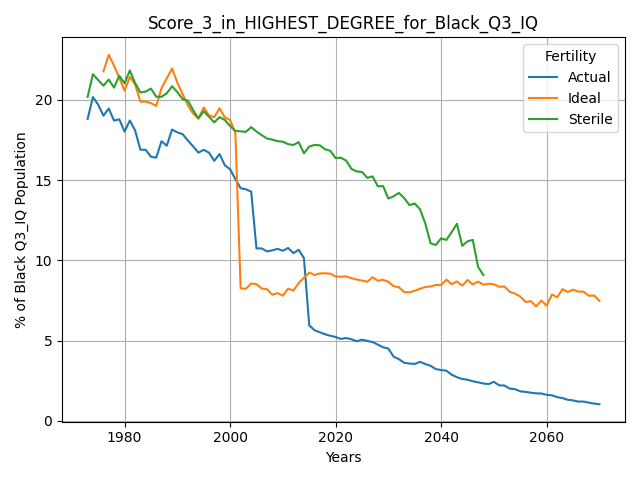 Score_3_in_HIGHEST_DEGREE_for_Black_Q3_IQ
Fertility
Actual
Ideal
Sterile
% of Black Q3_IQ Population
20
15
10
5
0
1980
2000
2020
2040
2060
Years